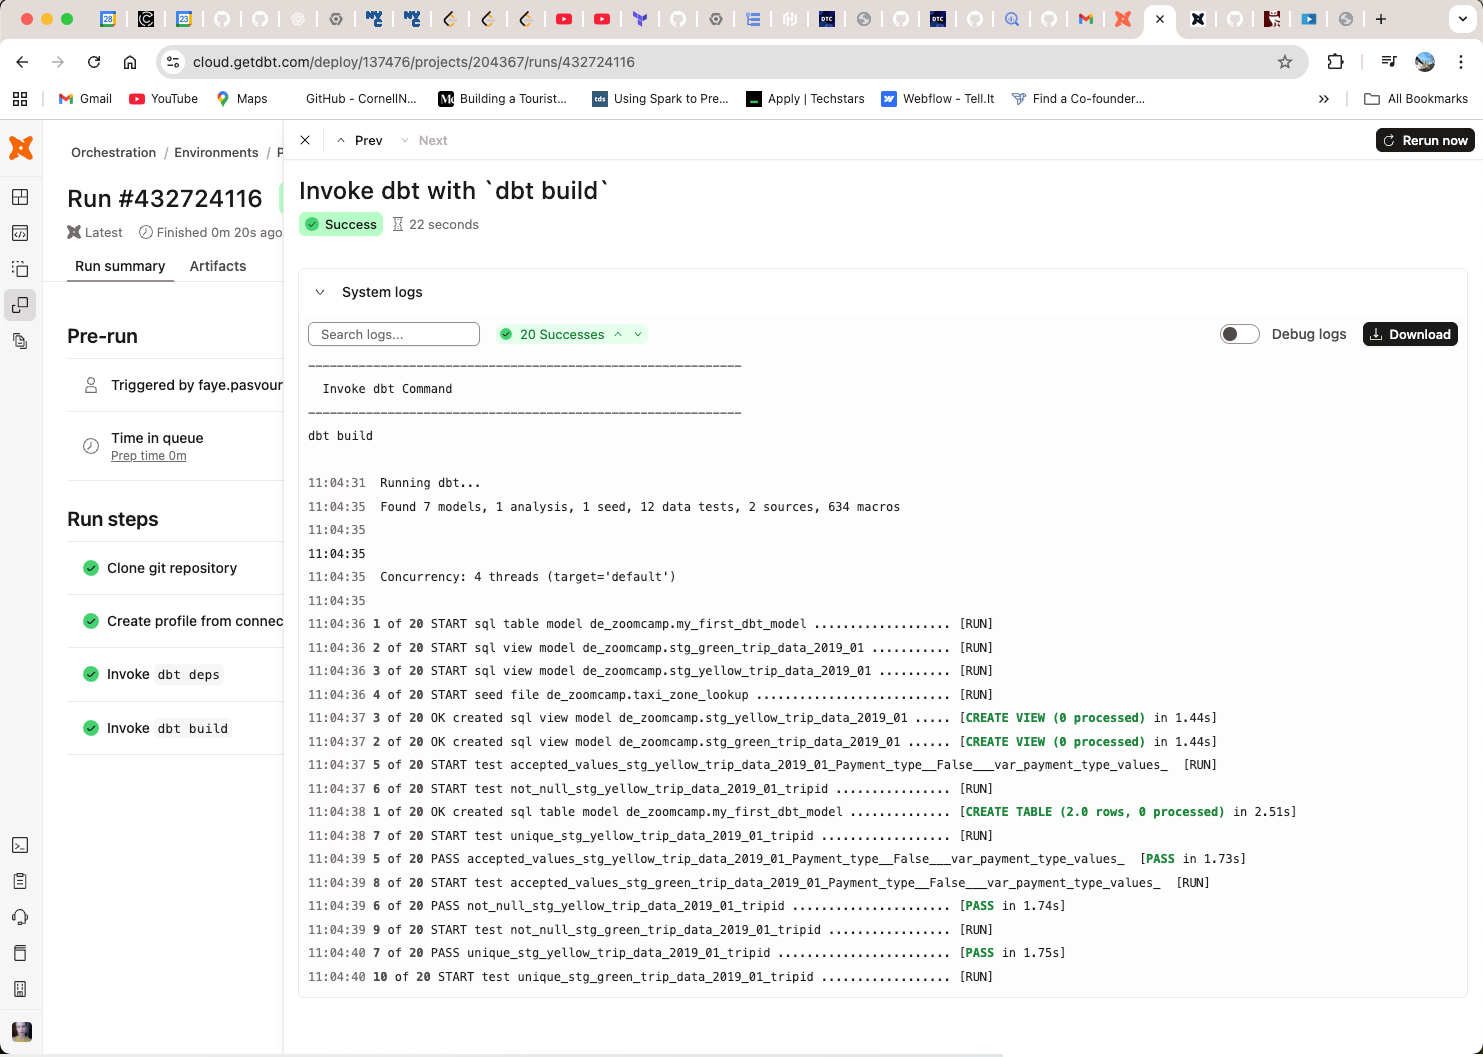 28
23
DTC
DTC
cloud.getdbt.com/deploy/137476/projects/204367/runs/432724116
Gmail
YouTube
Maps
GitHub - CornellN...
Building a Tourist...
tds
Using Spark to Pre...
Apply | Techstars
Webflow - Tell.It
Find a Co-founder...
All Bookmarks
Orchestration / Environments / P
Run #432724116
Latest
Finished 0m 20s ago
Run summary
Artifacts
Pre-run
Triggered by faye.pasvour
Time in queue
Prep time 0m
Run steps
Clone git repository
Create profile from connec
Invoke dbt deps
Invoke dbt build
Prev
Next
Rerun now
Invoke dbt with `dbt build`
Success
22 seconds
System logs
Search logs...
20 Successes
Debug logs
Download
------------------------------------------------------------
Invoke dbt Command
------------------------------------------------------------
dbt build
11:04:31 Running dbt...
11:04:35 Found 7 models, 1 analysis, 1 seed, 12 data tests, 2 sources, 634 macros
11:04:35
11:04:35
11:04:35 Concurrency: 4 threads (target='default')
11:04:35
11:04:36 1 of 20 START sql table model de_zoomcamp.my_first_dbt_model ................... [RUN]
11:04:36 2 of 20 START sql view model de_zoomcamp.stg_green_trip_data_2019_01 ........... [RUN]
11:04:36 3 of 20 START sql view model de_zoomcamp.stg_yellow_trip_data_2019_01 .......... [RUN]
11:04:36 4 of 20 START seed file de_zoomcamp.taxi_zone_lookup ........................... [RUN]
11:04:37 3 of 20 OK created sql view model de_zoomcamp.stg_yellow_trip_data_2019_01 ..... [CREATE VIEW (0 processed) in 1.44s]
11:04:37 2 of 20 OK created sql view model de_zoomcamp.stg_green_trip_data_2019_01 ...... [CREATE VIEW (0 processed) in 1.44s]
11:04:37 5 of 20 START test accepted_values_stg_yellow_trip_data_2019_01_Payment_type__False___var_payment_type_values_ [RUN]
11:04:37 6 of 20 START test not_null_stg_yellow_trip_data_2019_01_tripid ................ [RUN]
11:04:38 1 of 20 OK created sql table model de_zoomcamp.my_first_dbt_model .............. [CREATE TABLE (2.0 rows, 0 processed) in 2.51s]
11:04:38 7 of 20 START test unique_stg_yellow_trip_data_2019_01_tripid .................. [RUN]
11:04:39 5 of 20 PASS accepted_values_stg_yellow_trip_data_2019_01_Payment_type__False___var_payment_type_values_ [PASS in 1.73s]
11:04:39 8 of 20 START test accepted_values_stg_green_trip_data_2019_01_Payment_type__False___var_payment_type_values_ [RUN]
11:04:39 6 of 20 PASS not_null_stg_yellow_trip_data_2019_01_tripid ...................... [PASS in 1.74s]
11:04:39 9 of 20 START test not_null_stg_green_trip_data_2019_01_tripid ................. [RUN]
11:04:40 7 of 20 PASS unique_stg_yellow_trip_data_2019_01_tripid ........................ [PASS in 1.75s]
11:04:40 10 of 20 START test unique_stg_green_trip_data_2019_01_tripid .................. [RUN]